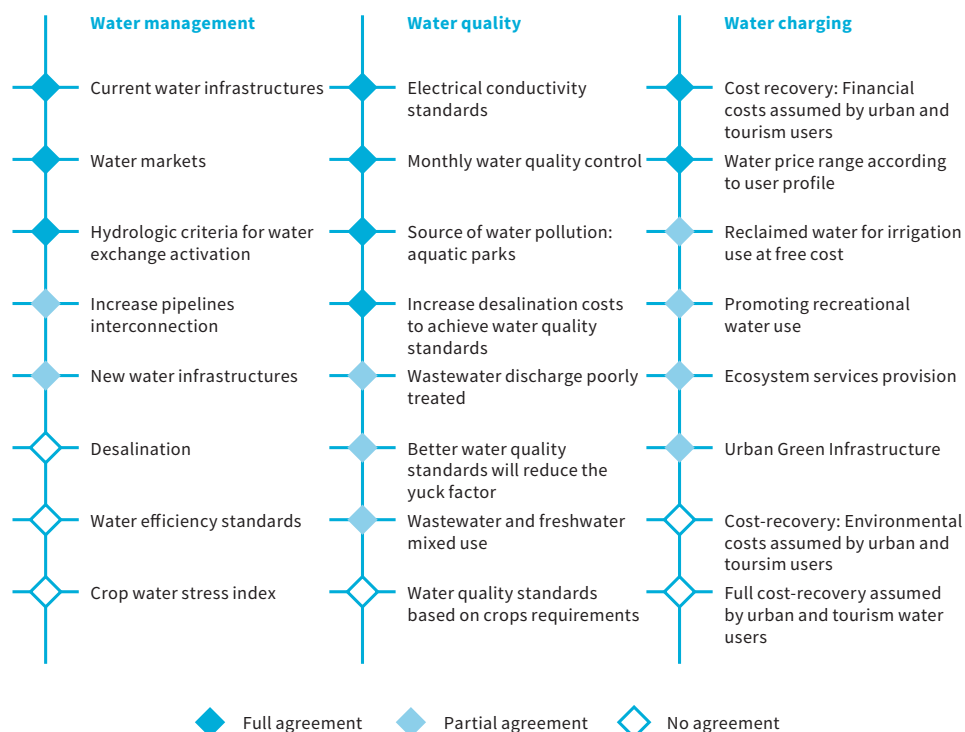 Water management
Current water infrastructures
Water markets
Hydrologic criteria for water
exchange activation
Increase pipelines
interconnection
New water infrastructures
Desalination
Water efficiency standards
Crop water stress index
Water quality
Electrical conductivity
standards
Monthly water quality control
Source of water pollution:
aquatic parks
Increase desalination costs
to achieve water quality
standards
Wastewater discharge poorly
treated
Better water quality
standards will reduce the
yuck factor
Wastewater and freshwater
mixed use
Water quality standards
based on crops requirements
Water charging
Cost recovery: Financial
costs assumed by urban and
tourism users
Water price range according
to user profile
Reclaimed water for irrigation
use at free cost
Promoting recreational
water use
Ecosystem services provision
Urban Green Infrastructure
Cost-recovery: Environmental
costs assumed by urban and
toursim users
Full cost-recovery assumed
by urban and tourism water
users
Full agreement
Partial agreement
No agreement